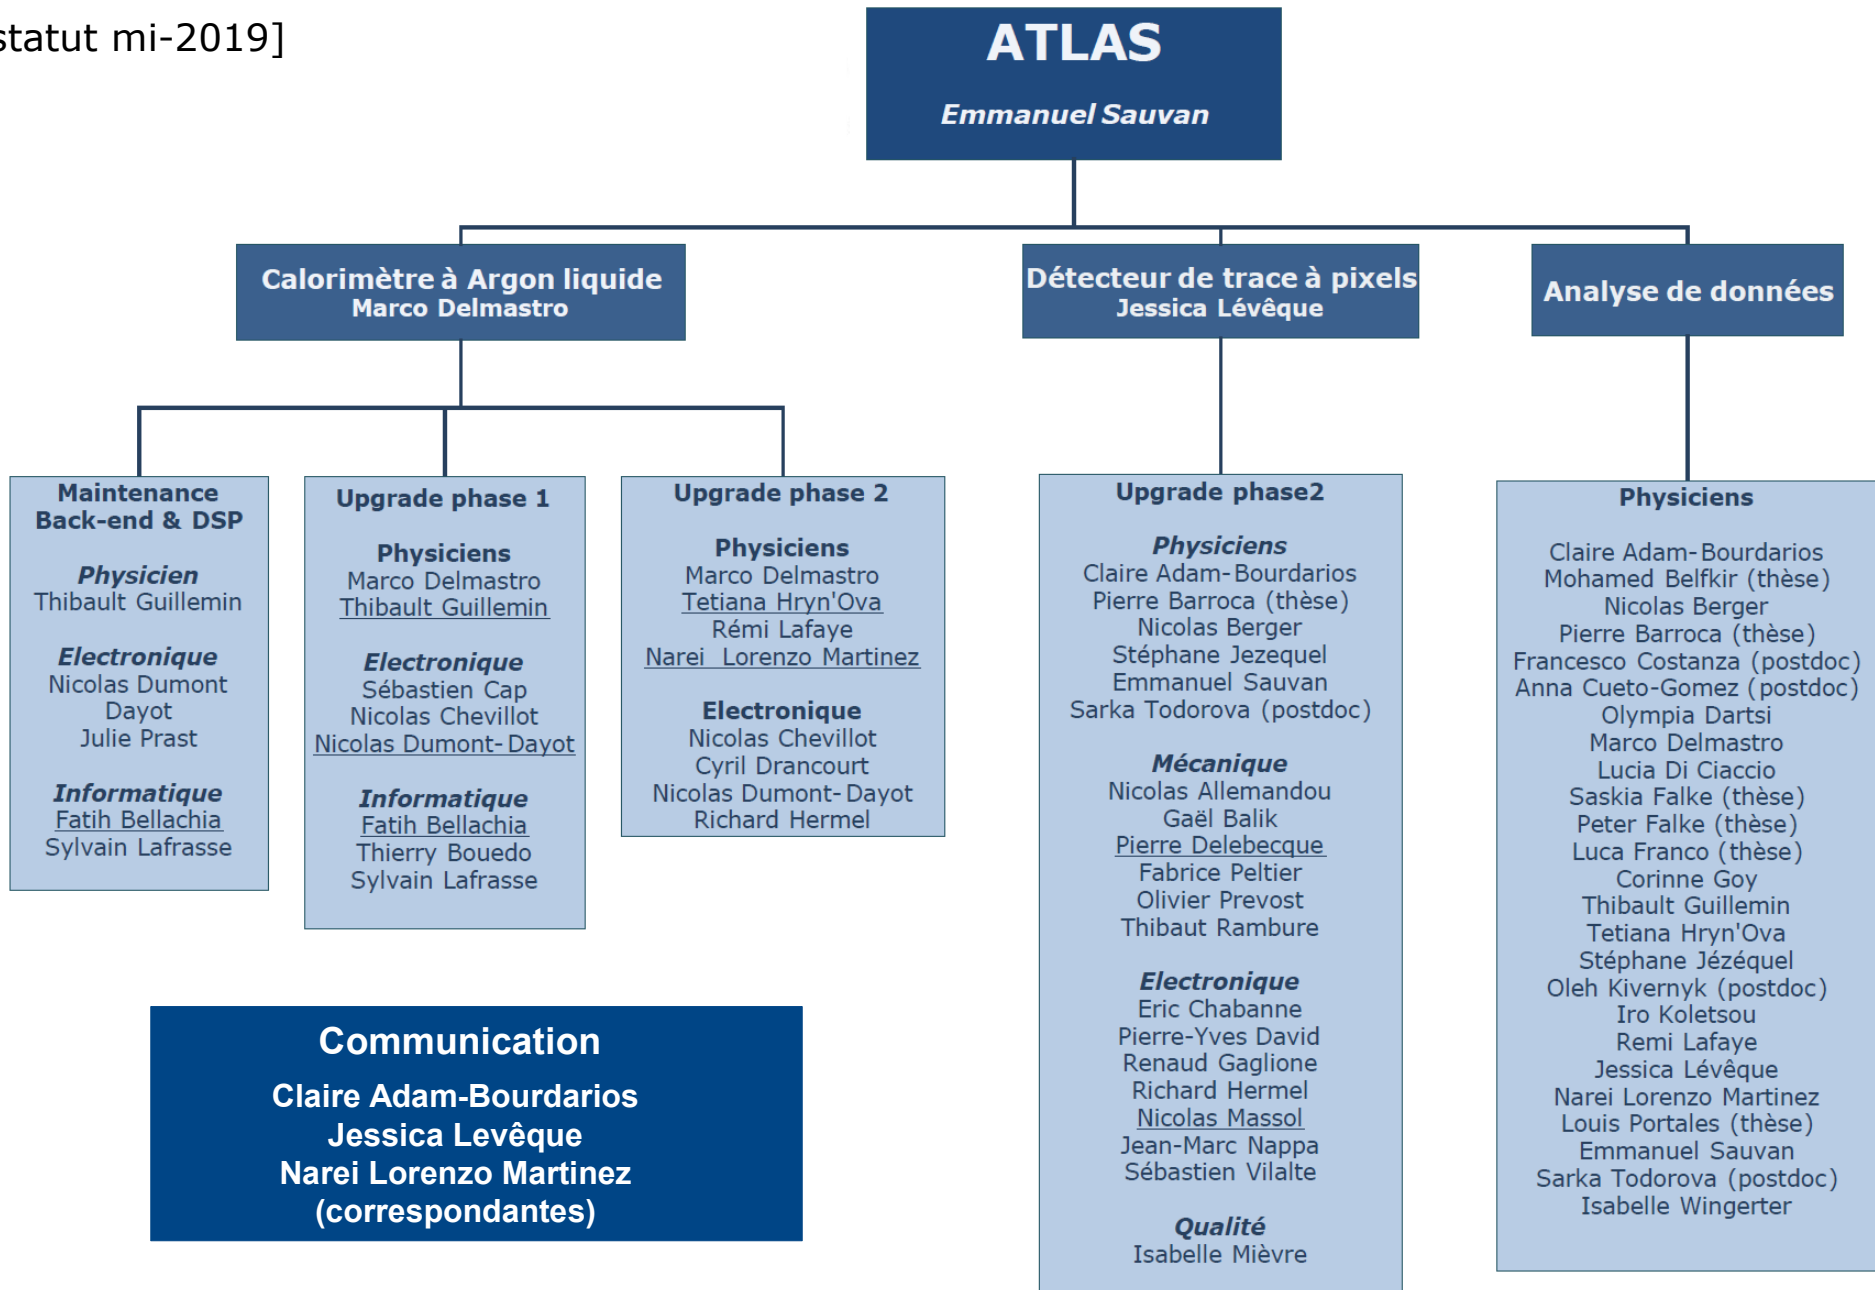 statut mi-2019]
ATLAS
Emmanuel Sauvan
Calorimètre à Argon liquide
Marco Delmastro
Détecteur de trace à pixels
Jessica Lévêque
Analyse de données
Maintenance
Back-end & DSP
Physicien
Thibault Guillemin
Electronique
Nicolas Dumont
Dayot
Julie Prast
Informatique
Fatih Bellachia
Sylvain Lafrasse
Upgrade phase 1
Physiciens
Marco Delmastro
Thibault Guillemin
Electronique
Sébastien Cap
Nicolas Chevillot
Nicolas Dumont-Dayot
Informatique
Fatih Bellachia
Thierry Bouedo
Sylvain Lafrasse
Upgrade phase 2
Physiciens
Marco Delmastro
Tetiana Hryn'Ova
Rémi Lafaye
Narei Lorenzo Martinez
Electronique
Nicolas Chevillot
Cyril Drancourt
Nicolas Dumont-Dayot
Richard Hermel
Upgrade phase2
Physiciens
Claire Adam-Bourdarios
Pierre Barroca (thèse)
Nicolas Berger
Stéphane Jezequel
Emmanuel Sauvan
Sarka Todorova (postdoc)
Mécanique
Nicolas Allemandou
Gaël Balik
Pierre Delebecque
Fabrice Peltier
Olivier Prevost
Thibaut Rambure
Electronique
Eric Chabanne
Pierre-Yves David
Renaud Gaglione
Richard Hermel
Nicolas Massol
Jean-Marc Nappa
Sébastien Vilalte
Qualité
Isabelle Mièvre
Physiciens
Claire Adam-Bourdarios
Mohamed Belfkir (thèse)
Nicolas Berger
Pierre Barroca (thèse)
Francesco Costanza (postdoc)
Anna Cueto-Gomez (postdoc)
Olympia Dartsi
Marco Delmastro
Lucia Di Ciaccio
Saskia Falke (thèse)
Peter Falke (thèse)
Luca Franco (thèse)
Corinne Goy
Thibault Guillemin
Tetiana Hryn'Ova
Stéphane Jézéquel
Oleh Kivernyk (postdoc)
Iro Koletsou
Remi Lafaye
Jessica Lévêque
Narei Lorenzo Martinez
Louis Portales (thèse)
Emmanuel Sauvan
Sarka Todorova (postdoc)
Isabelle Wingerter
Communication
Claire Adam-Bourdarios
Jessica Levêque
Narei Lorenzo Martinez
(correspondantes)